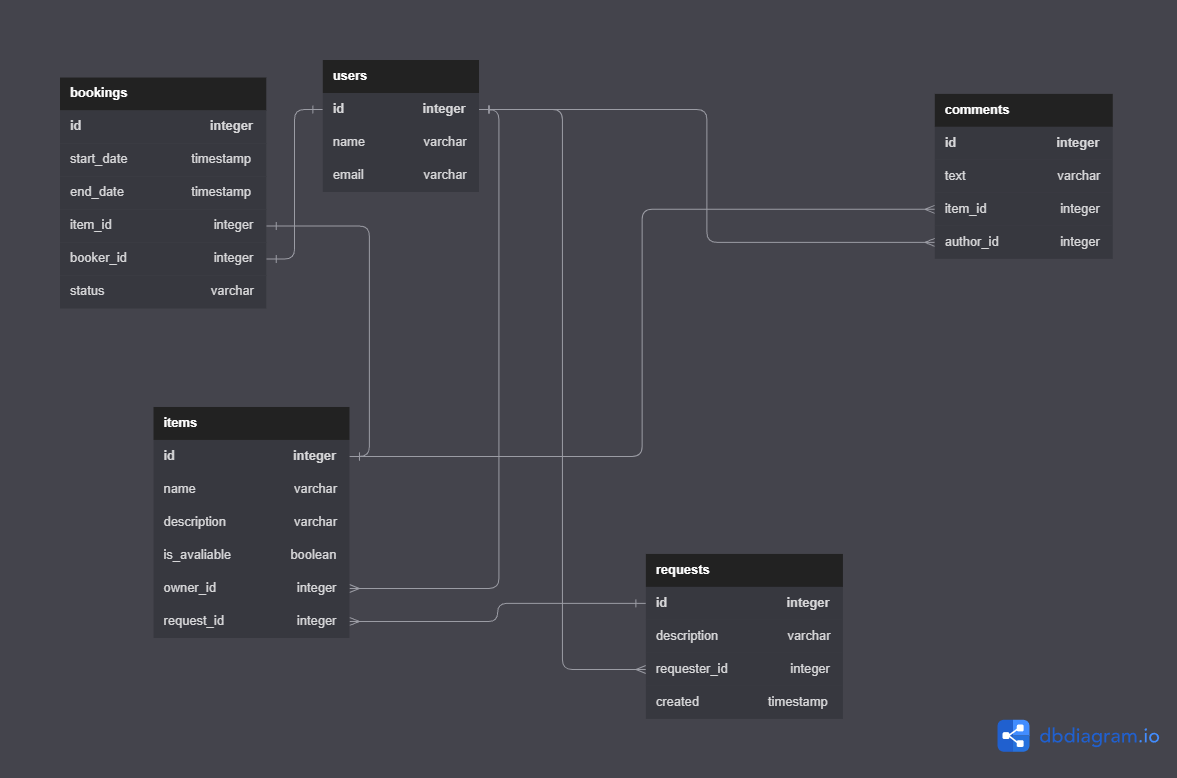 bookings
id integer
start_date timestamp
end_date timestamp
item_id integer
booker_id integer
status varchar
users
id integer
name varchar
email varchar
comments
id integer
text varchar
item_id integer
author_id integer
items
id integer
name varchar
description varchar
is_avaliable boolean
owner_id integer
request_id integer
requests
id integer
description varchar
requester_id integer
created timestamp
dbdiagram.io